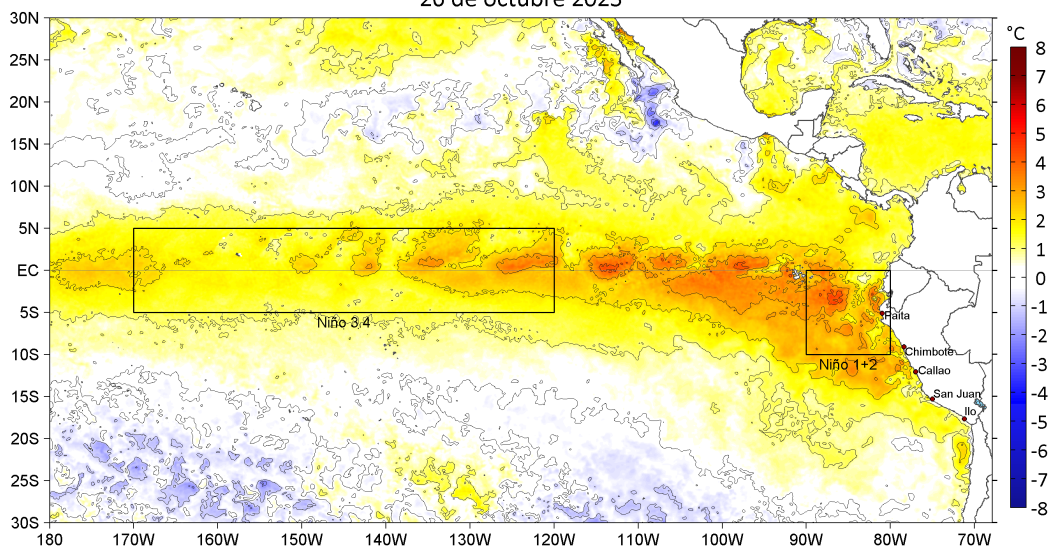 de octubre
30N
25N
20N
15N
10N
5N
EC
5S
10S
15S
20S
25S
30S
180
170W
160W
150W
140W
130W
120W
110W
100W
90W
80W
70W
Niño 3.4
Niño 1+2
Paita
Chimbote
Callao
San Juan
Ilo
°C
8
7
6
5
4
3
2
1
0
-1
-2
-3
-4
-5
-6
-7
-8